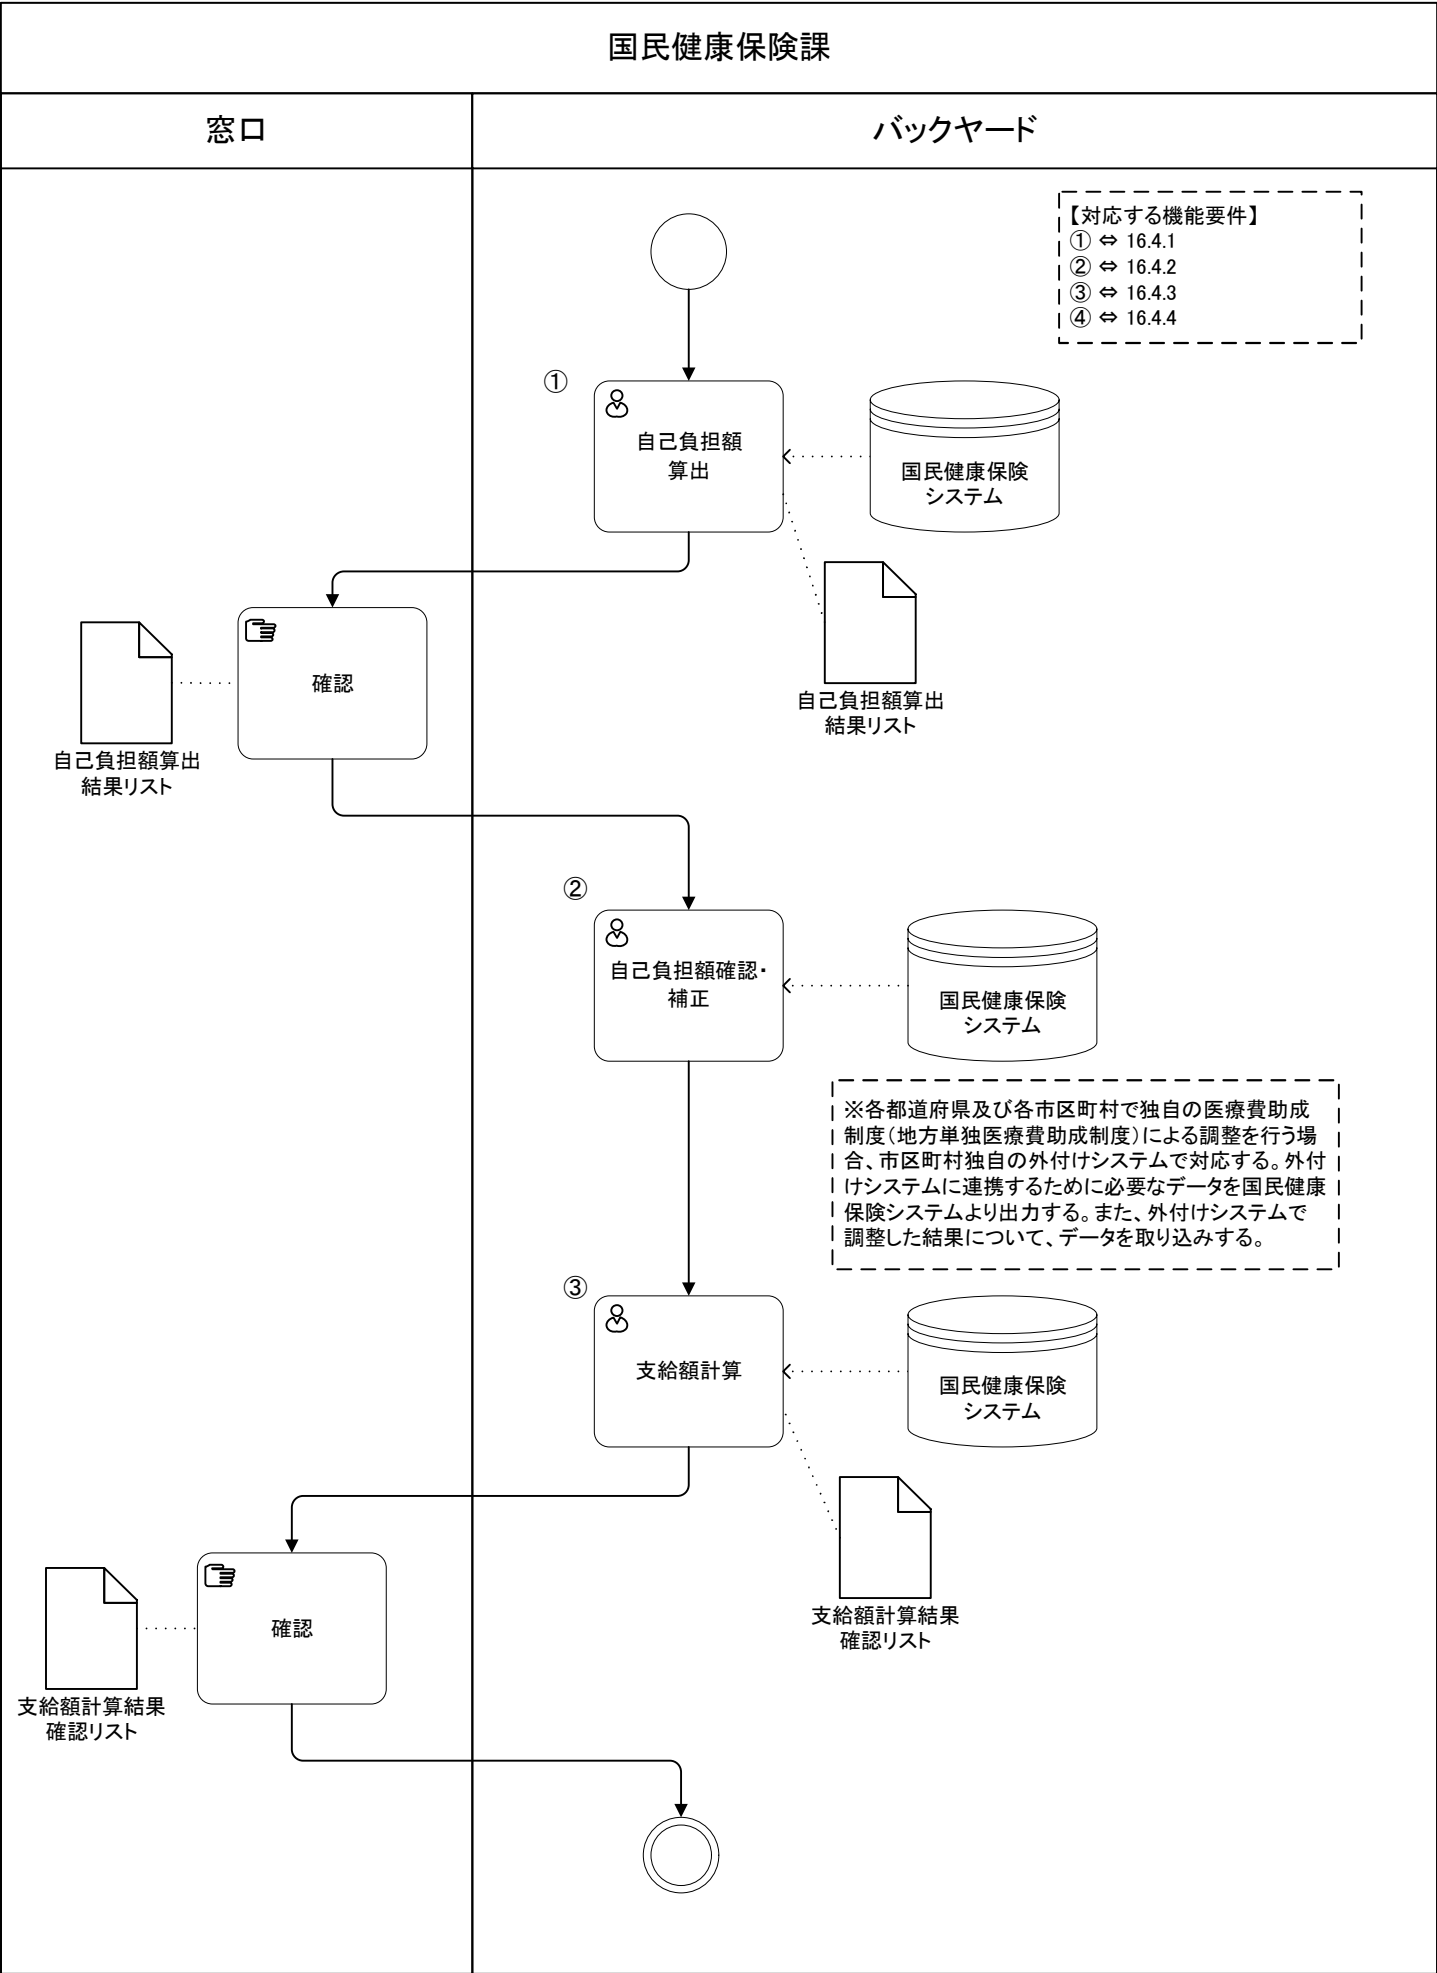 国民健康保険課
窓口
バックヤード
【対応する機能要件】
① ⇔ 16.4.1
② ⇔ 16.4.2
③ ⇔ 16.4.3
④ ⇔ 16.4.4
①
自己負担額
算出
国民健康保険
システム
自己負担額算出
結果リスト
確認
自己負担額算出
結果リスト
②
自己負担額確認・
補正
国民健康保険
システム
※各都道府県及び各市区町村で独自の医療費助成
制度（地方単独医療費助成制度）による調整を行う場
合、市区町村独自の外付けシステムで対応する。外付
けシステムに連携するために必要なデータを国民健康
保険システムより出力する。また、外付けシステムで
調整した結果について、データを取り込みする。
③
支給額計算
国民健康保険
システム
支給額計算結果
確認リスト
確認
支給額計算結果
確認リスト